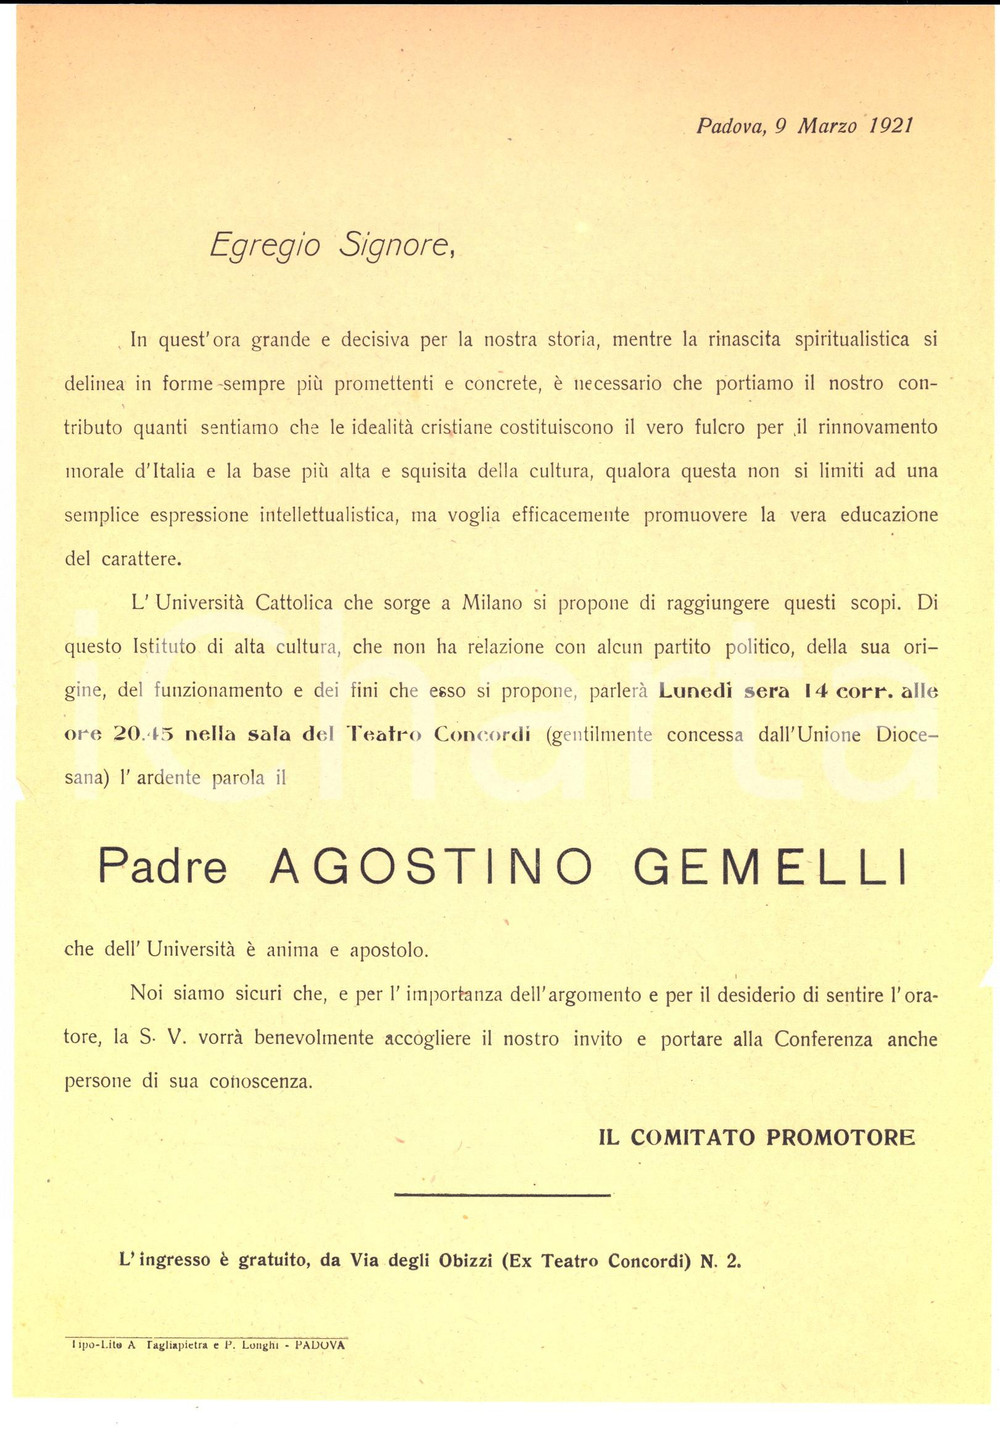 Padova, 9 Marzo 1921
Egregio Signore,
In quest'ora grande e decisiva per la nostra storia, mentre la rinascita spiritualistica si
delinea in forme sempre più promettenti e concrete, è necessario che portiamo il nostro con-
tributo quanti sentiamo che le idealità cristiane costituiscono il vero fulcro per il rinnovamento
morale d'Italia e la base più alta e squisita della cultura, qualora questa non si limiti ad una
semplice espressione intellettualistica, ma voglia efficacemente promuovere la vera educazione
del carattere.
L' Università Cattolica che sorge a Milano si propone di raggiungere questi scopi. Di
questo Istituto di alta cultura, che non ha relazione con alcun partito politico, della sua ori-
gine, del funzionamento e dei fini che esso si propone, parlerà Lunedì sera 14 corr. alle
ore 20.45 nella sala del Teatro Concordi (gentilmente concessa dall'Unione Dioce-
sana) l' ardente parola il
Padre AGOSTINO GEMELLI
che dell' Università è anima e apostolo.
Noi siamo sicuri che, e per l' importanza dell'argomento e per il desiderio di sentire l'ora-
tore, la S. V. vorrà benevolmente accogliere il nostro invito e portare alla Conferenza anche
persone di sua conoscenza.
IL COMITATO PROMOTORE
L' ingresso è gratuito, da Via degli Obizzi (Ex Teatro Concordi) N. 2.
Tipo-Lito A Tagliapietra e P. Longhi - PADOVA